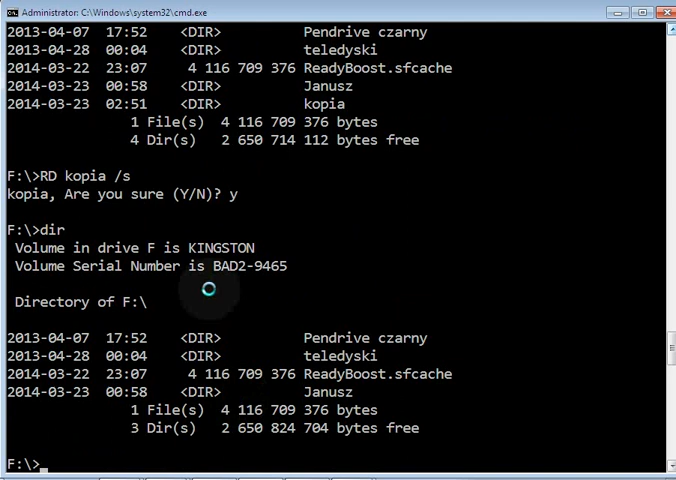 Administrator: C:\Windows\system32\cmd.exe
2013-04-07  17:52    <DIR>          Pendrive czarny
2013-04-28  00:04    <DIR>          teledyski
2014-03-22  23:07     4 116 709 376 ReadyBoost.sfcache
2014-03-23  00:58    <DIR>          Janusz
2014-03-23  02:51    <DIR>          kopia
               1 File(s)  4 116 709 376 bytes
               4 Dir(s)   2 650 714 112 bytes free
F:\>RD kopia /s
kopia, Are you sure (Y/N)? y
F:\>dir
 Volume in drive F is KINGSTON
 Volume Serial Number is BAD2-9465
 Directory of F:\
2013-04-07  17:52    <DIR>          Pendrive czarny
2013-04-28  00:04    <DIR>          teledyski
2014-03-22  23:07     4 116 709 376 ReadyBoost.sfcache
2014-03-23  00:58    <DIR>          Janusz
               1 File(s)  4 116 709 376 bytes
               3 Dir(s)   2 650 824 704 bytes free
F:\>